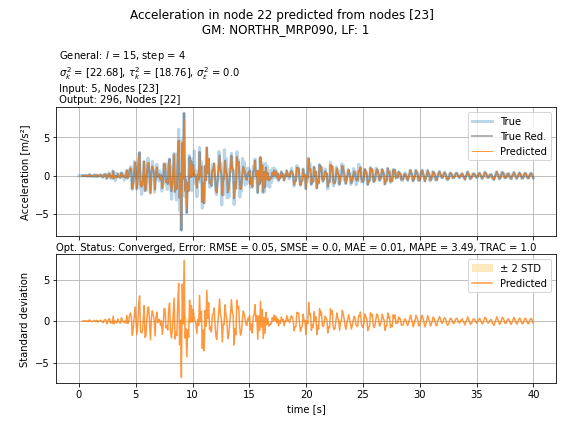 Acceleration in node 22 predicted from nodes [23]
GM: NORTHR_MRP090, LF: 1
General: l = 15, step = 4
σ²ₖ = [22.68], τ²ₖ = [18.76], σ²ε = 0.0
Input: 5, Nodes [23]
Output: 296, Nodes [22]
Acceleration [m/s²]
5
0
−5
True
True Red.
Predicted
Opt. Status: Converged, Error: RMSE = 0.05, SMSE = 0.0, MAE = 0.01, MAPE = 3.49, TRAC = 1.0
Standard deviation
5
0
−5
± 2 STD
Predicted
0 5 10 15 20 25 30 35 40
time [s]